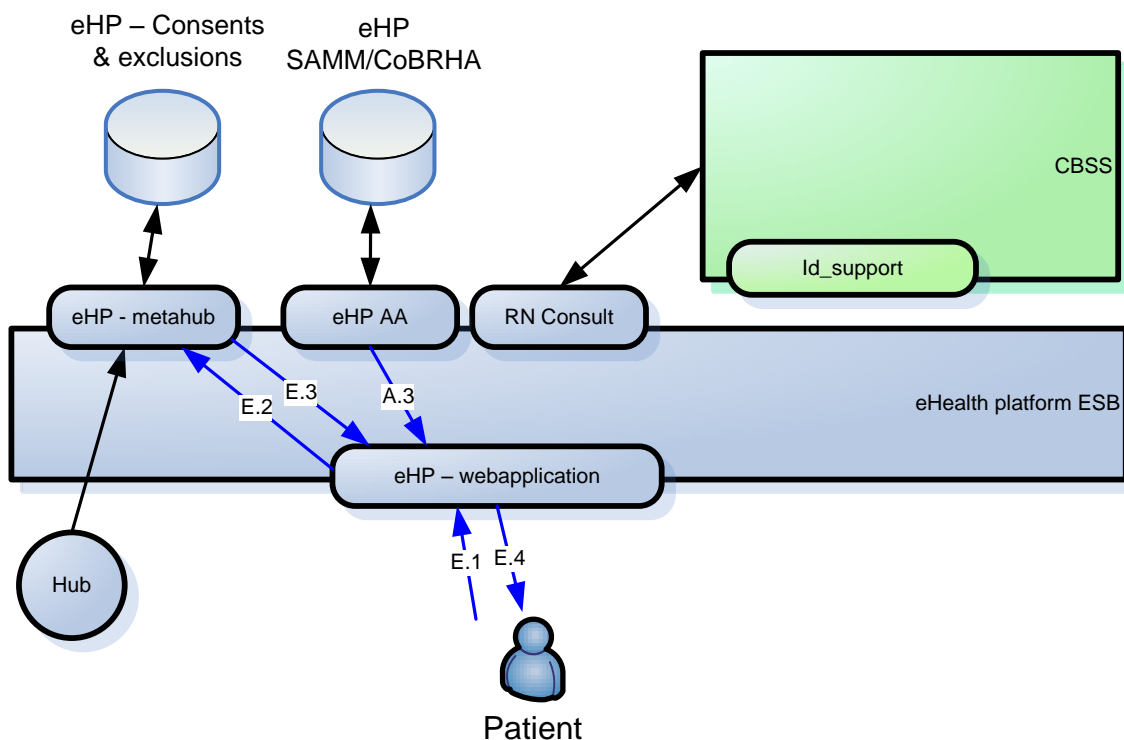 eHP – Consents
& exclusions
eHP
SAMM/CoBRHA
CBSS
Id_support
eHP - metahub
eHP AA
RN Consult
E.2
E.3
A.3
eHealth platform ESB
eHP – webapplication
Hub
E.1
E.4
Patient